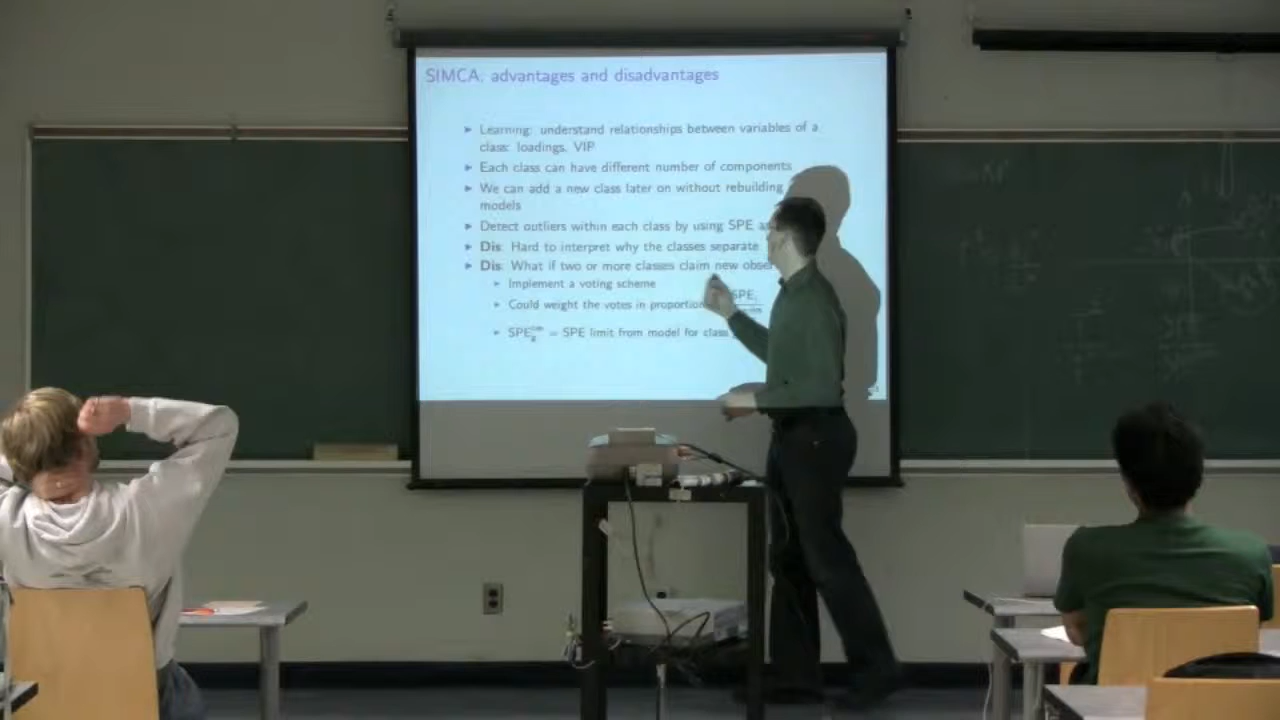 SIMCA: advantages and disadvantages
▶ Learning: understand relationships between variables of a
class: loadings, VIP
▶ Each class can have different number of components
▶ We can add a new class later on without rebuilding
models
▶ Detect outliers within each class by using SPE
▶ Dis: Hard to interpret why the classes separate
▶ Dis: What if two or more classes claim new
▶ Implement a voting scheme
▶ Could weight the votes in
▶ = SPE limit from model for class